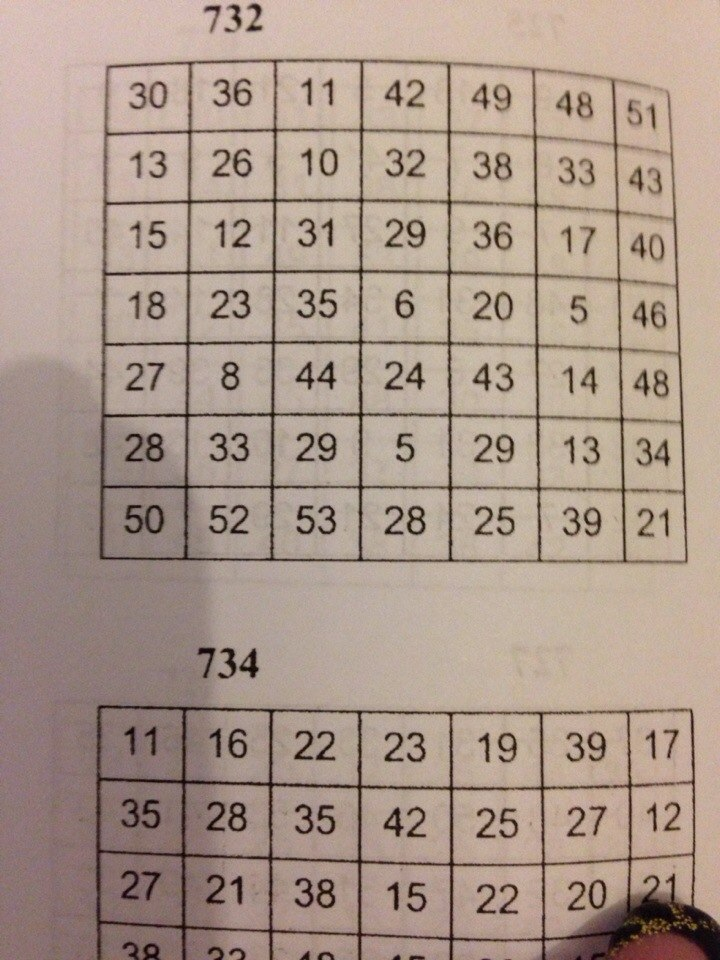 732
30 36 11 42 49 48 51
13 26 10 32 38 33 43
15 12 31 29 36 17 40
18 23 35 6 20 5 46
27 8 44 24 43 14 48
28 33 29 5 29 13 34
50 52 53 28 25 39 21
734
11 16 22 23 19 39 17
35 28 35 42 25 27 12
27 21 38 15 22 20 21
38